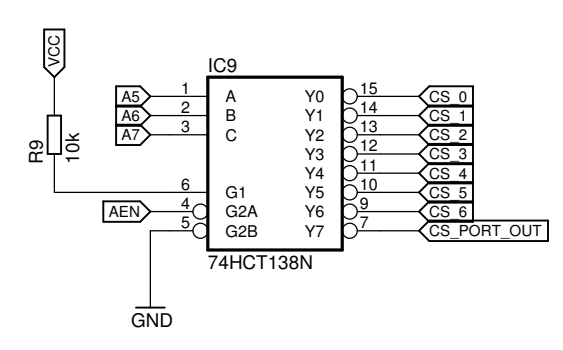 VCC
R9
10k
IC9
A5 1 A Y0 15 CS_0
A6 2 B Y1 14 CS_1
A7 3 C Y2 13 CS_2
Y3 12 CS_3
Y4 11 CS_4
6 G1 Y5 10 CS_5
AEN 4 G2A Y6 9 CS_6
5 G2B Y7 7 CS_PORT_OUT
74HCT138N
GND